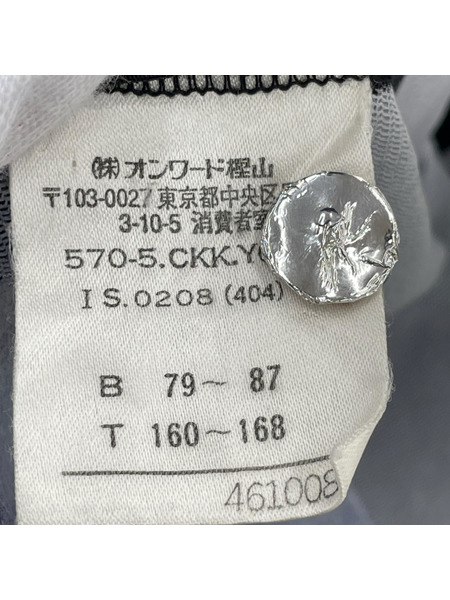 ㈱オンワード樫山
〒103-0027 東京都中央区
3-10-5 消費者室
570-5.CKK.Y
IS.0208 (404)
B 79〜 87
T 160〜168
461008